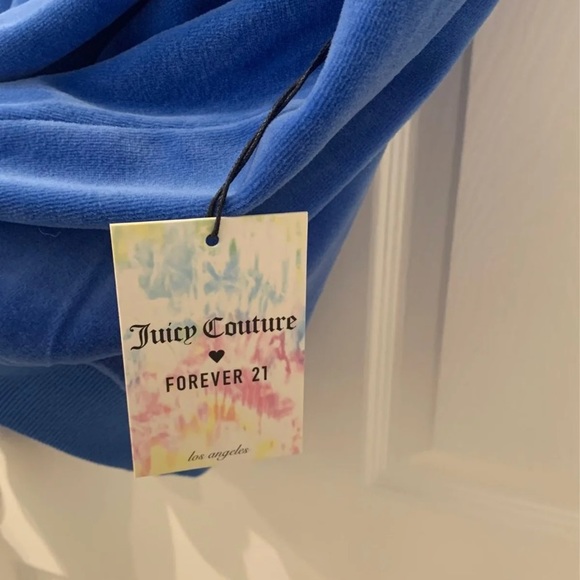 Juicy Couture
♥
FOREVER 21
los angeles